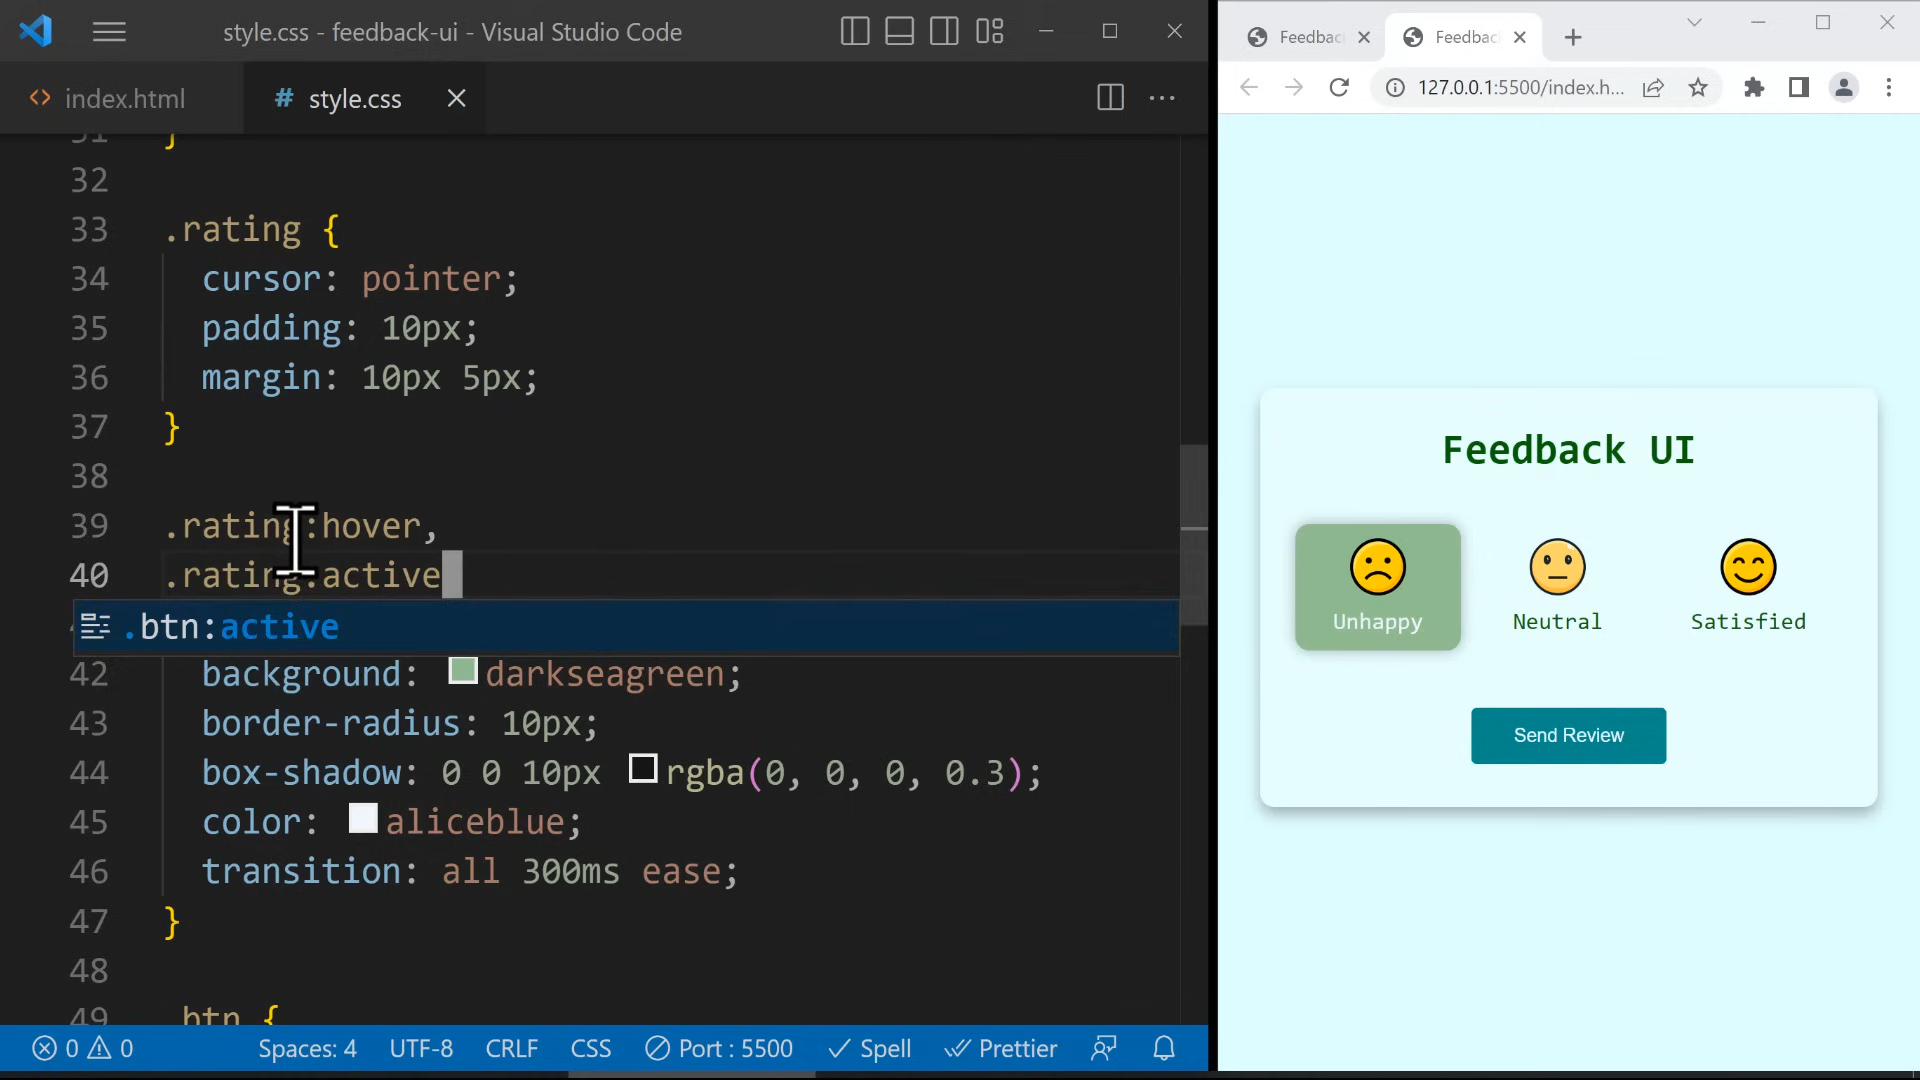 style.css - feedback-ui - Visual Studio Code
index.html
# style.css
31 }
32
33 .rating {
34 cursor: pointer;
35 padding: 10px;
36 margin: 10px 5px;
37 }
38
39 .rating:hover,
40 .rating:active
.btn:active
42 background: darkseagreen;
43 border-radius: 10px;
44 box-shadow: 0 0 10px rgba(0, 0, 0, 0.3);
45 color: aliceblue;
46 transition: all 300ms ease;
47 }
48
49 .btn {
0 0
Spaces: 4
UTF-8
CRLF
CSS
Port : 5500
Spell
Prettier
Feedbac
Feedbac
127.0.0.1:5500/index.h...
Feedback UI
Unhappy
Neutral
Satisfied
Send Review